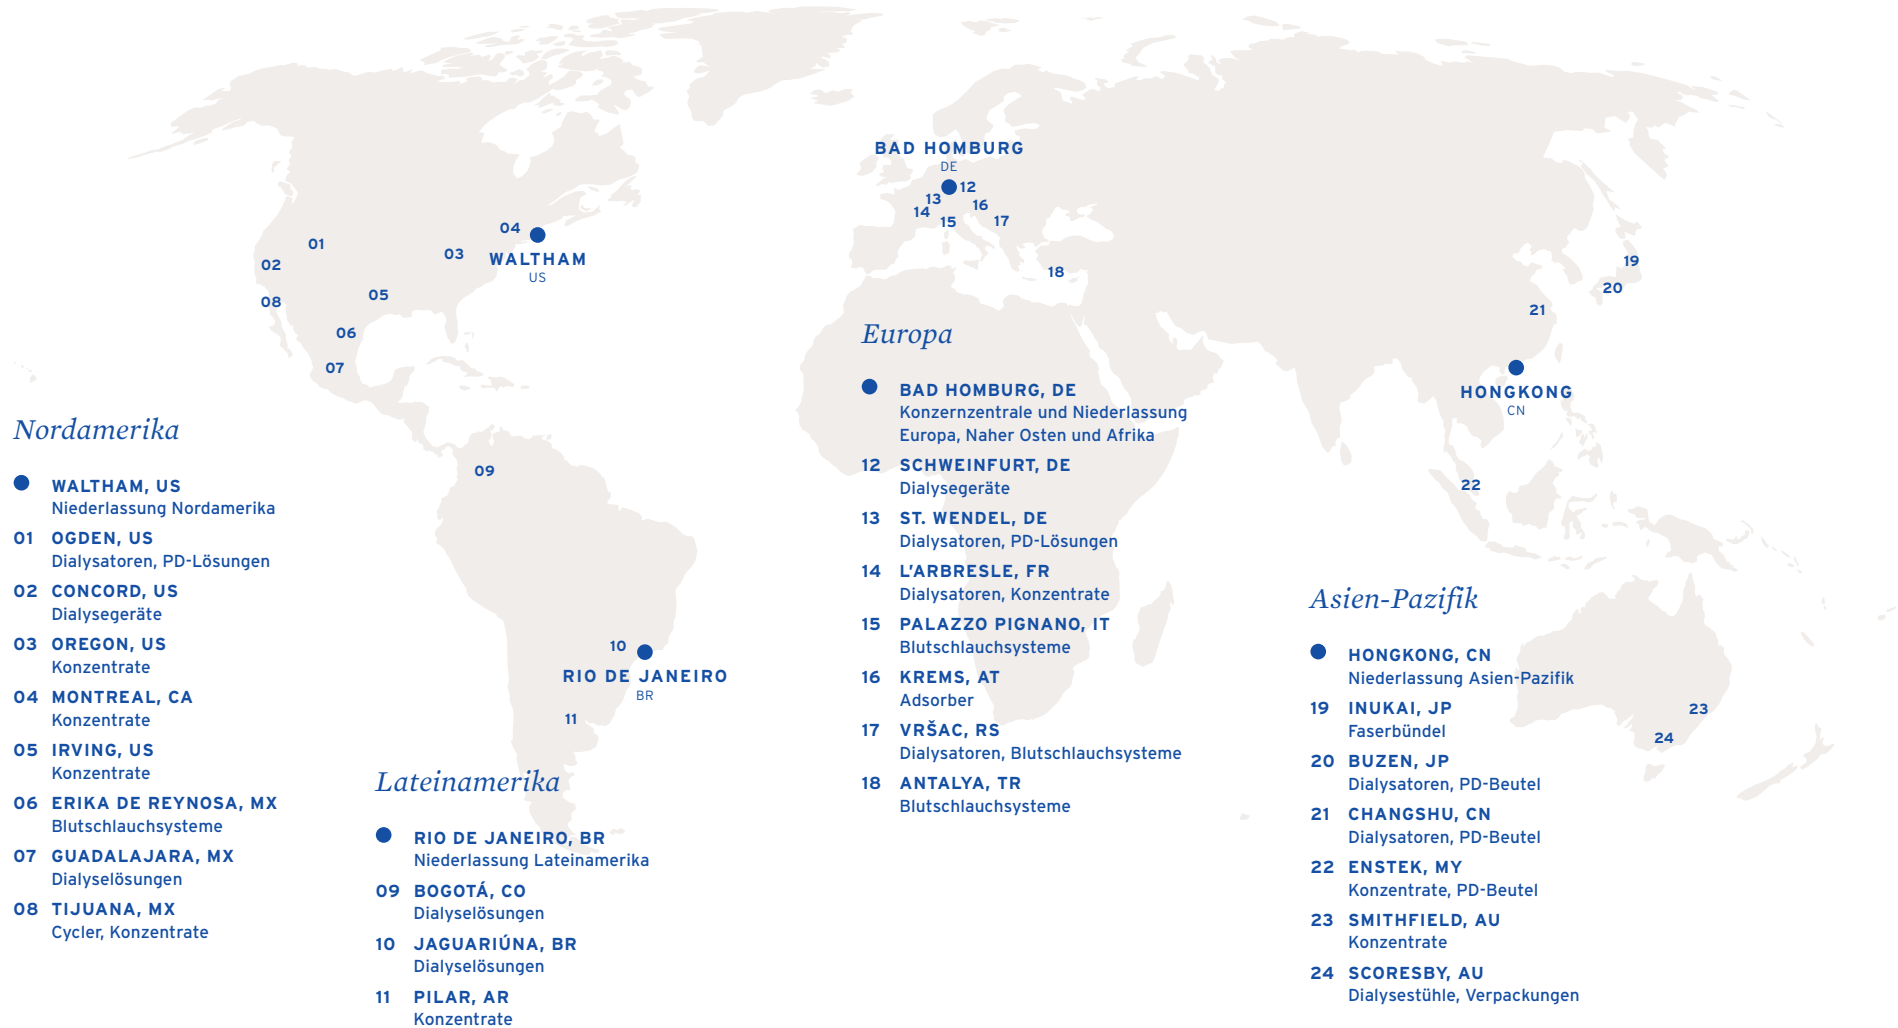 BAD HOMBURG
DE
12
13
16
14
15
17
18
01
02
03
04
WALTHAM
US
08
05
06
07
19
20
21
HONGKONG
CN
22
09
10
RIO DE JANEIRO
BR
11
23
24
Nordamerika
WALTHAM, US
Niederlassung Nordamerika
01 OGDEN, US
Dialysatoren, PD-Lösungen
02 CONCORD, US
Dialysegeräte
03 OREGON, US
Konzentrate
04 MONTREAL, CA
Konzentrate
05 IRVING, US
Konzentrate
06 ERIKA DE REYNOSA, MX
Blutschlauchsysteme
07 GUADALAJARA, MX
Dialyselösungen
08 TIJUANA, MX
Cycler, Konzentrate
Lateinamerika
RIO DE JANEIRO, BR
Niederlassung Lateinamerika
09 BOGOTÁ, CO
Dialyselösungen
10 JAGUARIÚNA, BR
Dialyselösungen
11 PILAR, AR
Konzentrate
Europa
BAD HOMBURG, DE
Konzernzentrale und Niederlassung
Europa, Naher Osten und Afrika
12 SCHWEINFURT, DE
Dialysegeräte
13 ST. WENDEL, DE
Dialysatoren, PD-Lösungen
14 L’ARBRESLE, FR
Dialysatoren, Konzentrate
15 PALAZZO PIGNANO, IT
Blutschlauchsysteme
16 KREMS, AT
Adsorber
17 VRŠAC, RS
Dialysatoren, Blutschlauchsysteme
18 ANTALYA, TR
Blutschlauchsysteme
Asien-Pazifik
HONGKONG, CN
Niederlassung Asien-Pazifik
19 INUKAI, JP
Faserbündel
20 BUZEN, JP
Dialysatoren, PD-Beutel
21 CHANGSHU, CN
Dialysatoren, PD-Beutel
22 ENSTEK, MY
Konzentrate, PD-Beutel
23 SMITHFIELD, AU
Konzentrate
24 SCORESBY, AU
Dialysestühle, Verpackungen